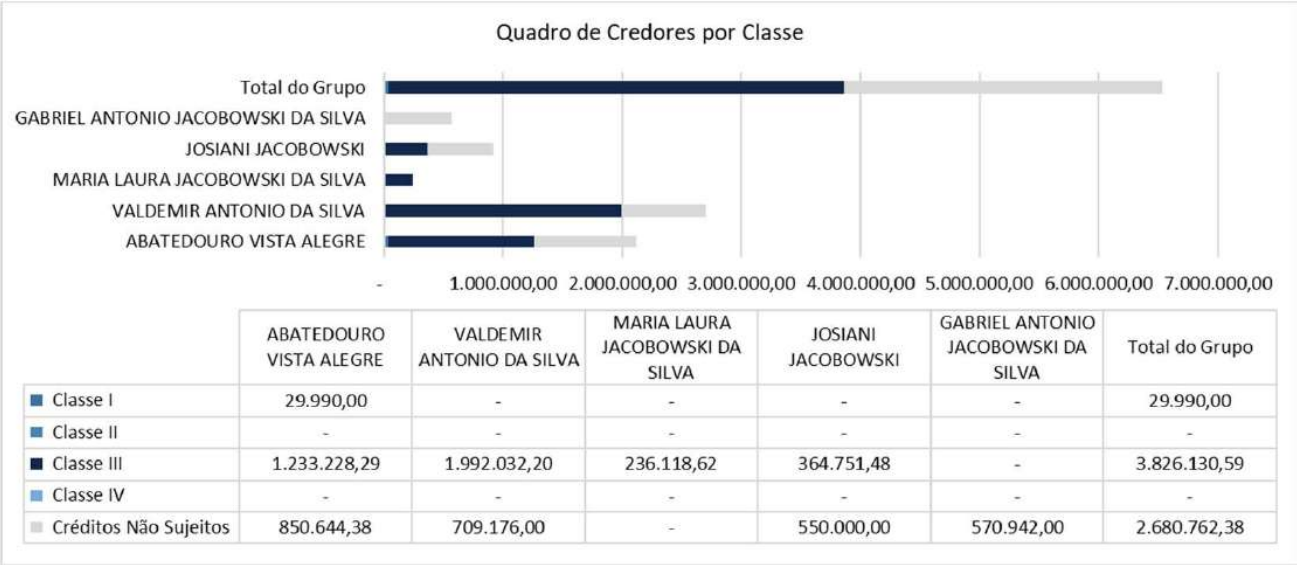 Quadro de Credores por Classe
Total do Grupo
GABRIEL ANTONIO JACOBOWSKI DA SILVA
JOSIANI JACOBOWSKI
MARIA LAURA JACOBOWSKI DA SILVA
VALDEMIR ANTONIO DA SILVA
ABATEDOURO VISTA ALEGRE
- 1.000.000,00 2.000.000,00 3.000.000,00 4.000.000,00 5.000.000,00 6.000.000,00 7.000.000,00
ABATEDOURO VISTA ALEGRE VALDEMIR ANTONIO DA SILVA MARIA LAURA JACOBOWSKI DA SILVA JOSIANI JACOBOWSKI GABRIEL ANTONIO JACOBOWSKI DA SILVA Total do Grupo
Classe I 29.990,00 - - - - 29.990,00
Classe II - - - - - -
Classe III 1.233.228,29 1.992.032,20 236.118,62 364.751,48 - 3.826.130,59
Classe IV - - - - - -
Créditos Não Sujeitos 850.644,38 709.176,00 - 550.000,00 570.942,00 2.680.762,38